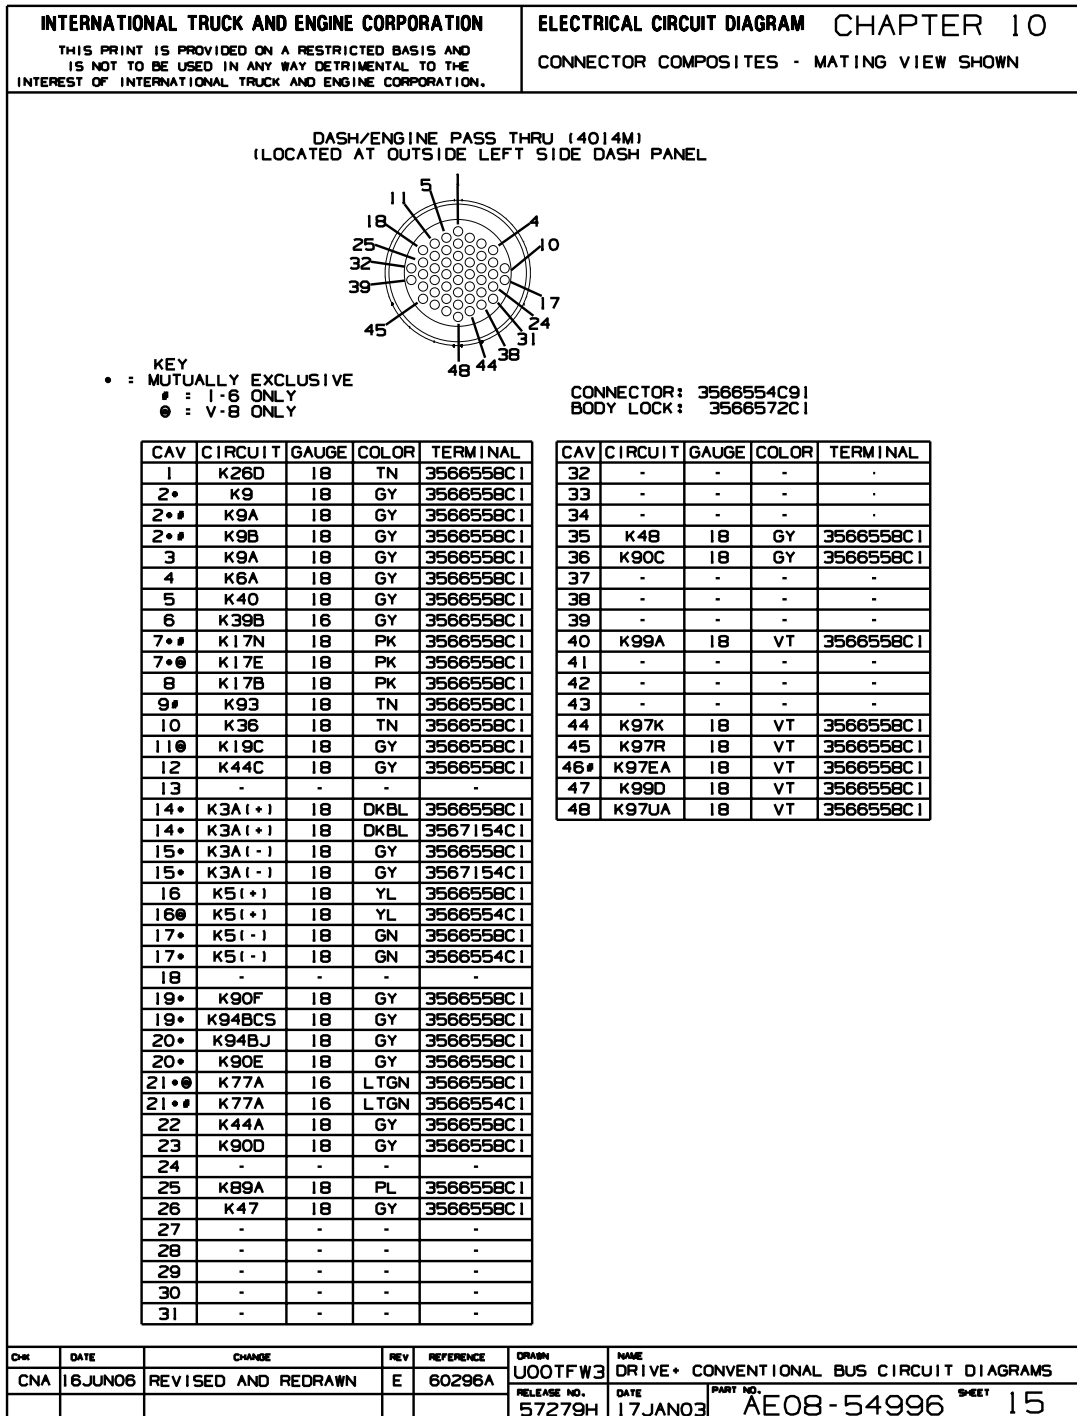 INTERNATIONAL TRUCK AND ENGINE CORPORATION
THIS PRINT IS PROVIDED ON A RESTRICTED BASIS AND
IS NOT TO BE USED IN ANY WAY DETRIMENTAL TO THE
INTEREST OF INTERNATIONAL TRUCK AND ENGINE CORPORATION.
ELECTRICAL CIRCUIT DIAGRAM CHAPTER 10
CONNECTOR COMPOSITES - MATING VIEW SHOWN
DASH/ENGINE PASS THRU (4014M)
(LOCATED AT OUTSIDE LEFT SIDE DASH PANEL
5
11
18
25
32
39
45
4
10
17
24
31
38
44
48
KEY
• = MUTUALLY EXCLUSIVE
# = I-6 ONLY
@ = V-8 ONLY
CONNECTOR: 3566554C91
BODY LOCK: 3566572C1
CAV CIRCUIT GAUGE COLOR TERMINAL
1 K26D 18 TN 3566558C1
2• K9 18 GY 3566558C1
2•# K9A 18 GY 3566558C1
2•# K9B 18 GY 3566558C1
3 K9A 18 GY 3566558C1
4 K6A 18 GY 3566558C1
5 K40 18 GY 3566558C1
6 K39B 16 GY 3566558C1
7•# K17N 18 PK 3566558C1
7•@ K17E 18 PK 3566558C1
8 K17B 18 PK 3566558C1
9# K93 18 TN 3566558C1
10 K36 18 TN 3566558C1
11@ K19C 18 GY 3566558C1
12 K44C 18 GY 3566558C1
13 - - - -
14• K3A(+) 18 DKBL 3566558C1
14• K3A(+) 18 DKBL 3567154C1
15• K3A(-) 18 GY 3566558C1
15• K3A(-) 18 GY 3567154C1
16 K5(+) 18 YL 3566558C1
16@ K5(+) 18 YL 3566554C1
17• K5(-) 18 GN 3566558C1
17• K5(-) 18 GN 3566554C1
18 - - - -
19• K90F 18 GY 3566558C1
19• K94BCS 18 GY 3566558C1
20• K94BJ 18 GY 3566558C1
20• K90E 18 GY 3566558C1
21•@ K77A 16 LTGN 3566558C1
21•# K77A 16 LTGN 3566554C1
22 K44A 18 GY 3566558C1
23 K90D 18 GY 3566558C1
24 - - - -
25 K89A 18 PL 3566558C1
26 K47 18 GY 3566558C1
27 - - - -
28 - - - -
29 - - - -
30 - - - -
31 - - - -
CAV CIRCUIT GAUGE COLOR TERMINAL
32 - - - ·
33 - - - ·
34 - - - ·
35 K48 18 GY 3566558C1
36 K90C 18 GY 3566558C1
37 - - - -
38 - - - -
39 - - - -
40 K99A 18 VT 3566558C1
41 - - - -
42 - - - -
43 - - - -
44 K97K 18 VT 3566558C1
45 K97R 18 VT 3566558C1
46# K97EA 18 VT 3566558C1
47 K99D 18 VT 3566558C1
48 K97UA 18 VT 3566558C1
CHK DATE CHANGE REV REFERENCE
CNA 16JUN06 REVISED AND REDRAWN E 60296A
DRAWN
U00TFW3
NAME
DRIVE+ CONVENTIONAL BUS CIRCUIT DIAGRAMS
RELEASE NO.
57279H
DATE
17JAN03
PART NO.
AE08-54996
SHEET 15